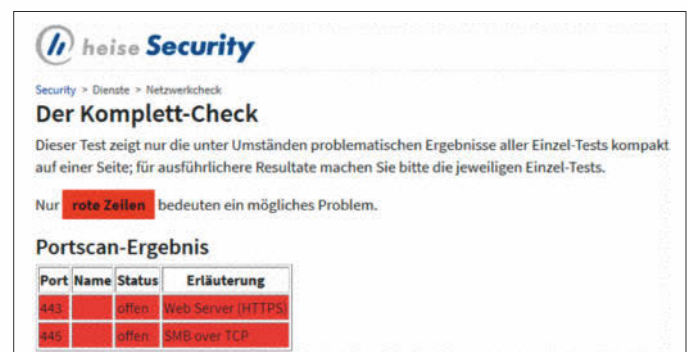 heise Security
Security > Dienste > Netzwerkcheck
Der Komplett-Check
Dieser Test zeigt nur die unter Umständen problematischen Ergebnisse aller Einzel-Tests kompakt
auf einer Seite; für ausführlichere Resultate machen Sie bitte die jeweiligen Einzel-Tests.
Nur rote Zeilen bedeuten ein mögliches Problem.
Portscan-Ergebnis
Port Name Status Erläuterung
443 offen Web Server (HTTPS)
445 offen SMB over TCP